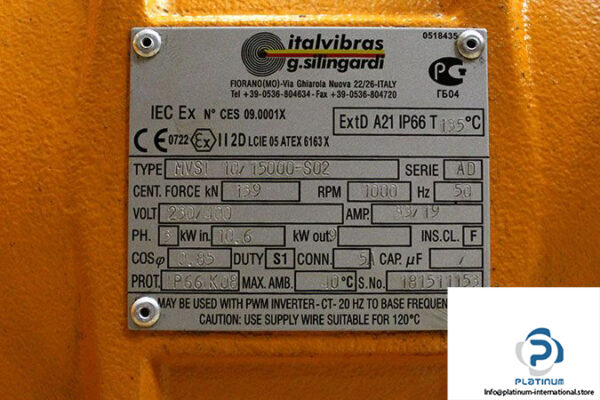 italvibras
g.silingardi
0518435
FIORANO(MO)-Via Ghiarola Nuova 22/26-ITALY
Tel +39-0536-804634 - Fax +39-0536-804720
PC
ГБ04
IEC Ex N° CES 09.0001X
ExtD A21 IP66 T 135°C
CE 0722 Ex II 2D LCIE 05 ATEX 6163 X
TYPE MVSI 10/15000-S02 SERIE AD
CENT. FORCE kN 139 RPM 1000 Hz 50
VOLT 230/400 AMP. 33/19
PH. 3 kW in. 10.6 kW out 9 INS.CL. F
COSφ 0.85 DUTY S1 CONN. 5A CAP. µF /
PROT. IP66 K08 MAX. AMB. 40°C S.No. 181511153
MAY BE USED WITH PWM INVERTER-CT- 20 HZ TO BASE FREQUEN
CAUTION: USE SUPPLY WIRE SUITABLE FOR 120°C
PLATINUM
Info@platinum-international.store